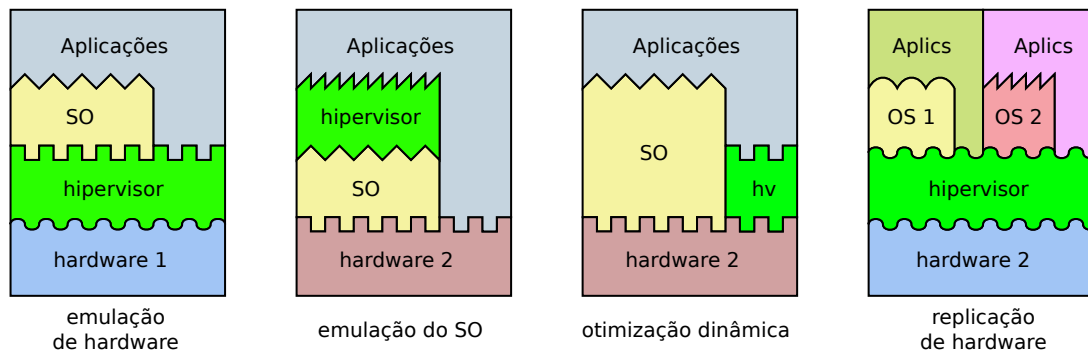 Aplicações
SO
hipervisor
hardware 1
emulação
de hardware
Aplicações
hipervisor
SO
hardware 2
emulação do SO
Aplicações
SO
hv
hardware 2
otimização dinâmica
Aplics
Aplics
OS 1
OS 2
hipervisor
hardware 2
replicação
de hardware